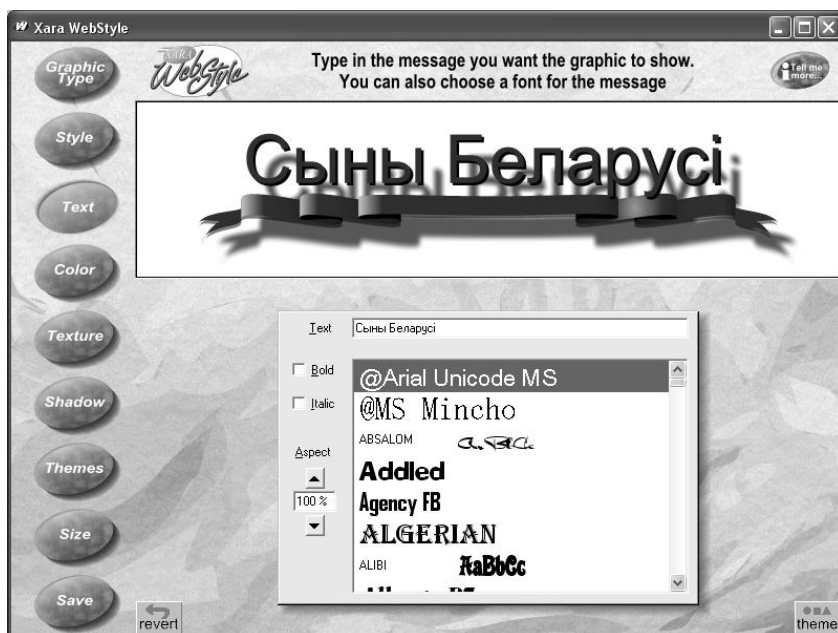 Xara WebStyle
Graphic Type
XARA WebStyle
Type in the message you want the graphic to show.
You can also choose a font for the message
Tell me more...
Style
Text
Color
Texture
Shadow
Themes
Size
Save
Сыны Беларусі
Text
Сыны Беларусі
Bold
Italic
Aspect
100 %
@Arial Unicode MS
@MS Mincho
ABSALOM
Addled
Agency FB
ALGERIAN
ALIBI AaBbCc
revert
theme